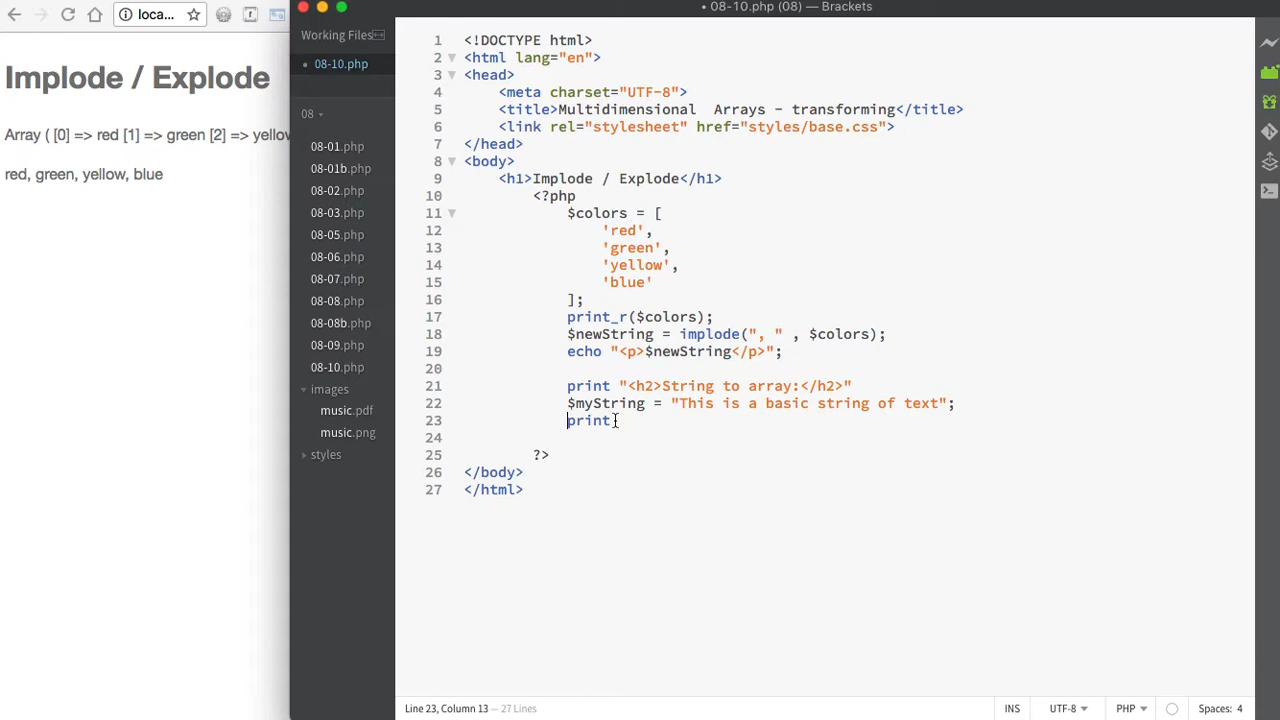 loca...
Implode / Explode
Array ( [0] => red [1] => green [2] => yellow
red, green, yellow, blue
• 08-10.php (08) — Brackets
Working Files
• 08-10.php
08
08-01.php
08-01b.php
08-02.php
08-03.php
08-05.php
08-06.php
08-07.php
08-08.php
08-08b.php
08-09.php
08-10.php
images
music.pdf
music.png
styles
1 <!DOCTYPE html>
2 <html lang="en">
3 <head>
4 <meta charset="UTF-8">
5 <title>Multidimensional  Arrays - transforming</title>
6 <link rel="stylesheet" href="styles/base.css">
7 </head>
8 <body>
9 <h1>Implode / Explode</h1>
10 <?php
11 $colors = [
12 'red',
13 'green',
14 'yellow',
15 'blue'
16 ];
17 print_r($colors);
18 $newString = implode(", " , $colors);
19 echo "<p>$newString</p>";
20
21 print "<h2>String to array:</h2>"
22 $myString = "This is a basic string of text";
23 print
24
25 ?>
26 </body>
27 </html>
Line 23, Column 13 — 27 Lines
INS UTF-8 PHP Spaces: 4